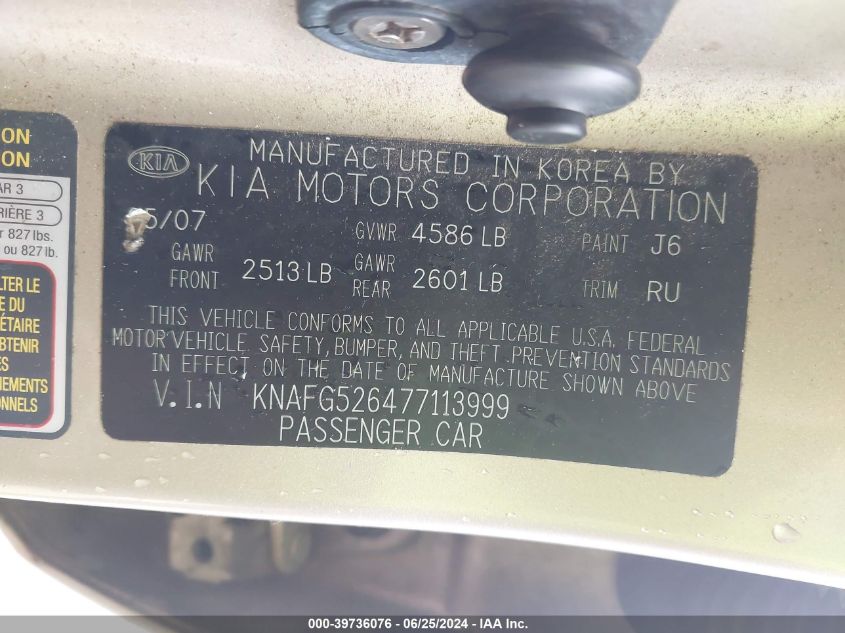 ON
ON
AR 3
RIÈRE 3
r 827 lbs.
ou 827 lb.
LTER LE
E DU
ÉTAIRE
BTENIR
ES
NEMENTS
ONNELS
KIA
MANUFACTURED IN KOREA BY
KIA MOTORS CORPORATION
5/07 GVWR 4586 LB PAINT J6
GAWR FRONT 2513 LB GAWR REAR 2601 LB TRIM RU
THIS VEHICLE CONFORMS TO ALL APPLICABLE U.S.A. FEDERAL
MOTOR VEHICLE SAFETY, BUMPER, AND THEFT PREVENTION STANDARDS
IN EFFECT ON THE DATE OF MANUFACTURE SHOWN ABOVE
V.I.N KNAFG526477113999
PASSENGER CAR
000-39736076 - 06/25/2024 - IAA Inc.